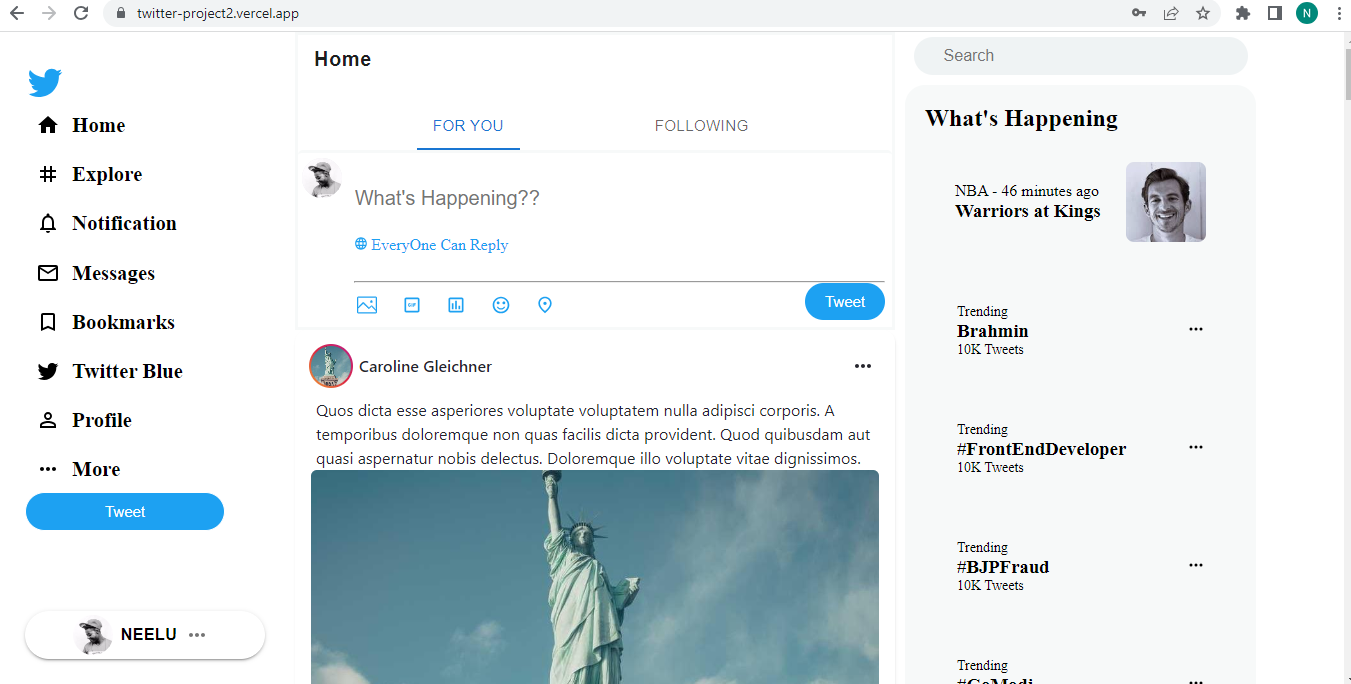 twitter-project2.vercel.app
N
Home
Explore
Notification
Messages
Bookmarks
Twitter Blue
Profile
More
Tweet
NEELU
Home
FOR YOU
FOLLOWING
What's Happening??
EveryOne Can Reply
GIF
Tweet
Caroline Gleichner
Quos dicta esse asperiores voluptate voluptatem nulla adipisci corporis. A
temporibus doloremque non quas facilis dicta provident. Quod quibusdam aut
quasi aspernatur nobis delectus. Doloremque illo voluptate vitae dignissimos.
Search
What's Happening
NBA - 46 minutes ago
Warriors at Kings
Trending
Brahmin
10K Tweets
Trending
#FrontEndDeveloper
10K Tweets
Trending
#BJPFraud
10K Tweets
Trending
#GoModi